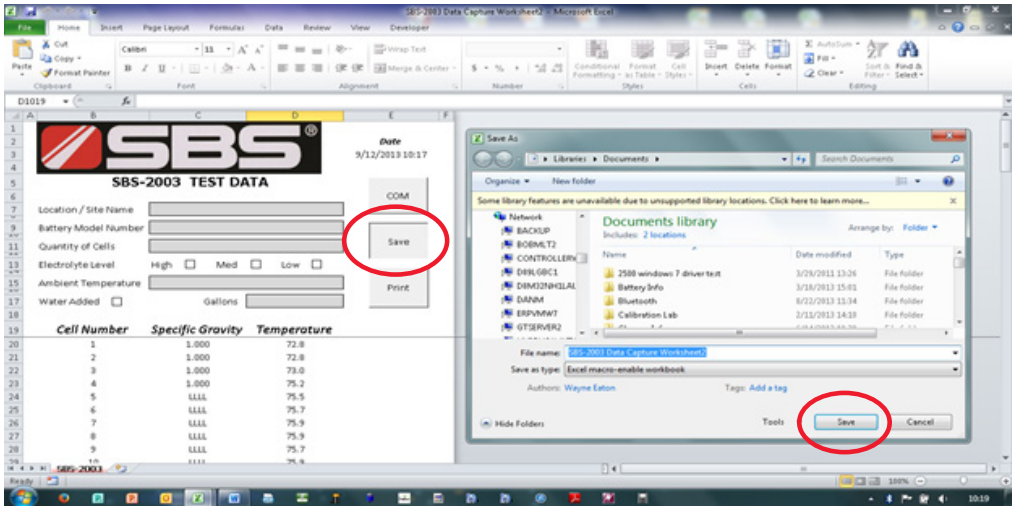 SBS-2003 Data Capture Worksheet2 - Microsoft Excel
File Home Insert Page Layout Formulas Data Review View Developer
Paste
Cut
Copy
Format Painter
Clipboard
Calibri 11
B I U
Font
Wrap Text
Merge & Center
Alignment
Number
Conditional Formatting
Format as Table
Cell Styles
Styles
Insert Delete Format
Cells
AutoSum
Fill
Clear
Sort & Filter
Find & Select
Editing
D1019 fx
A B C D E F
SBS®
Date
9/12/2013 10:17
SBS-2003 TEST DATA
COM
Location / Site Name
Battery Model Number
Save
Quantity of Cells
Electrolyte Level High Med Low
Ambient Temperature
Print
Water Added Gallons
Cell Number Specific Gravity Temperature
1 1.000 72.8
2 1.000 72.8
3 1.000 73.0
4 1.000 75.2
5 LLLL 75.5
6 LLLL 75.7
7 LLLL 75.9
8 LLLL 75.9
9 LLLL 75.7
10 LLLL 75.9
SBS-2003
Ready
100%
Save As
Libraries Documents
Search Documents
Organize New folder
Some library features are unavailable due to unsupported library locations. Click here to learn more...
Network
BACKUP
BOBMLT2
DANM
ERPVMW7
GTSERVER2
Documents library
Includes: 2 locations
Arrange by: Folder
Name Date modified Type
2500 windows 7 driver test 3/29/2011 13:26 File folder
Battery Info 3/18/2013 15:01 File folder
Bluetooth 8/22/2013 11:34 File folder
Calibration Lab 2/11/2013 14:18 File folder
File name: SBS-2003 Data Capture Worksheet2
Save as type: Excel macro-enable workbook
Authors: Wayne Eaton Tags: Add a tag
Hide Folders Tools Save Cancel
10:19